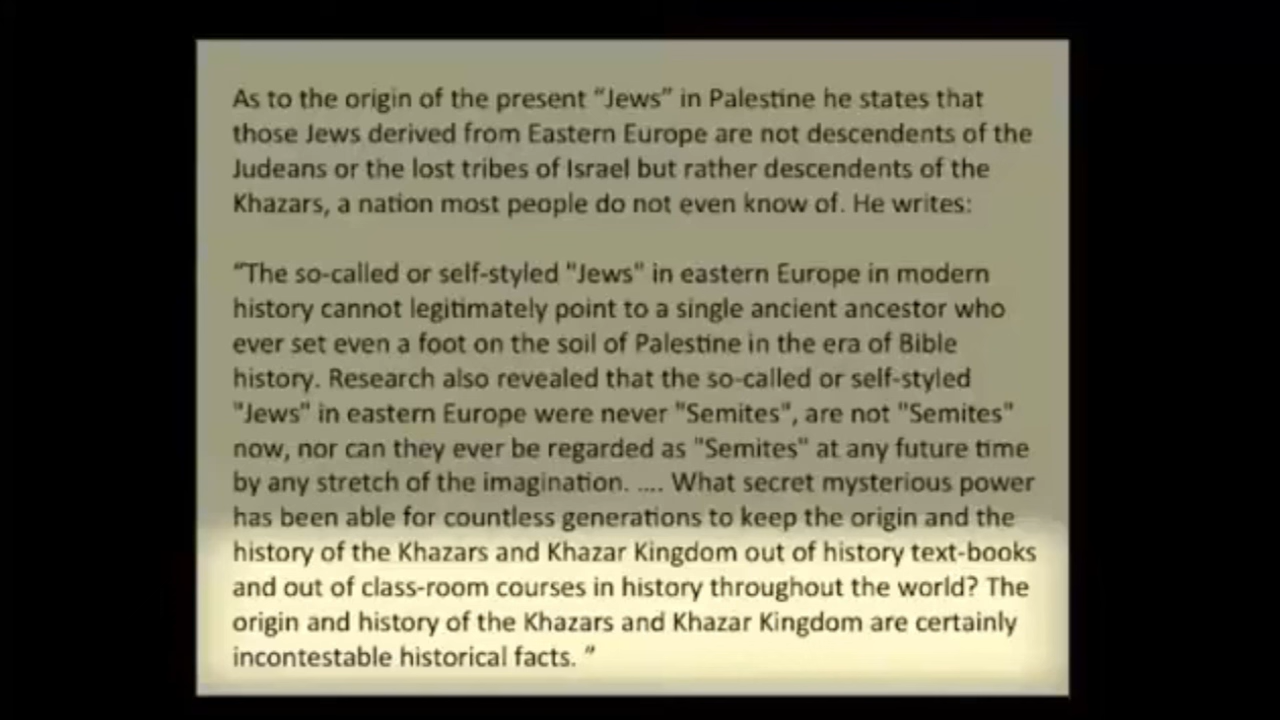 As to the origin of the present “Jews” in Palestine he states that
those Jews derived from Eastern Europe are not descendents of the
Judeans or the lost tribes of Israel but rather descendents of the
Khazars, a nation most people do not even know of. He writes:
“The so-called or self-styled "Jews" in eastern Europe in modern
history cannot legitimately point to a single ancient ancestor who
ever set even a foot on the soil of Palestine in the era of Bible
history. Research also revealed that the so-called or self-styled
"Jews" in eastern Europe were never "Semites", are not "Semites"
now, nor can they ever be regarded as "Semites" at any future time
by any stretch of the imagination. .... What secret mysterious power
has been able for countless generations to keep the origin and the
history of the Khazars and Khazar Kingdom out of history text-books
and out of class-room courses in history throughout the world? The
origin and history of the Khazars and Khazar Kingdom are certainly
incontestable historical facts. ”